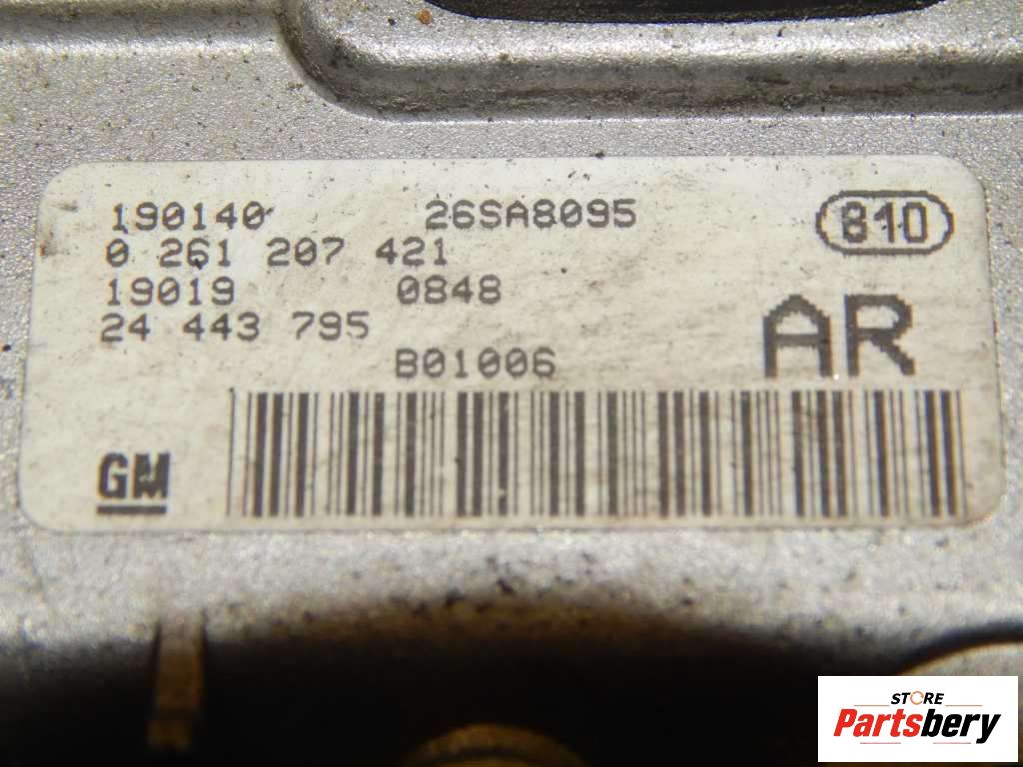 190140 26SA8095
810
0 261 207 421
19019 0848
24 443 795
AR
B01006
GM
STORE
Partsbery